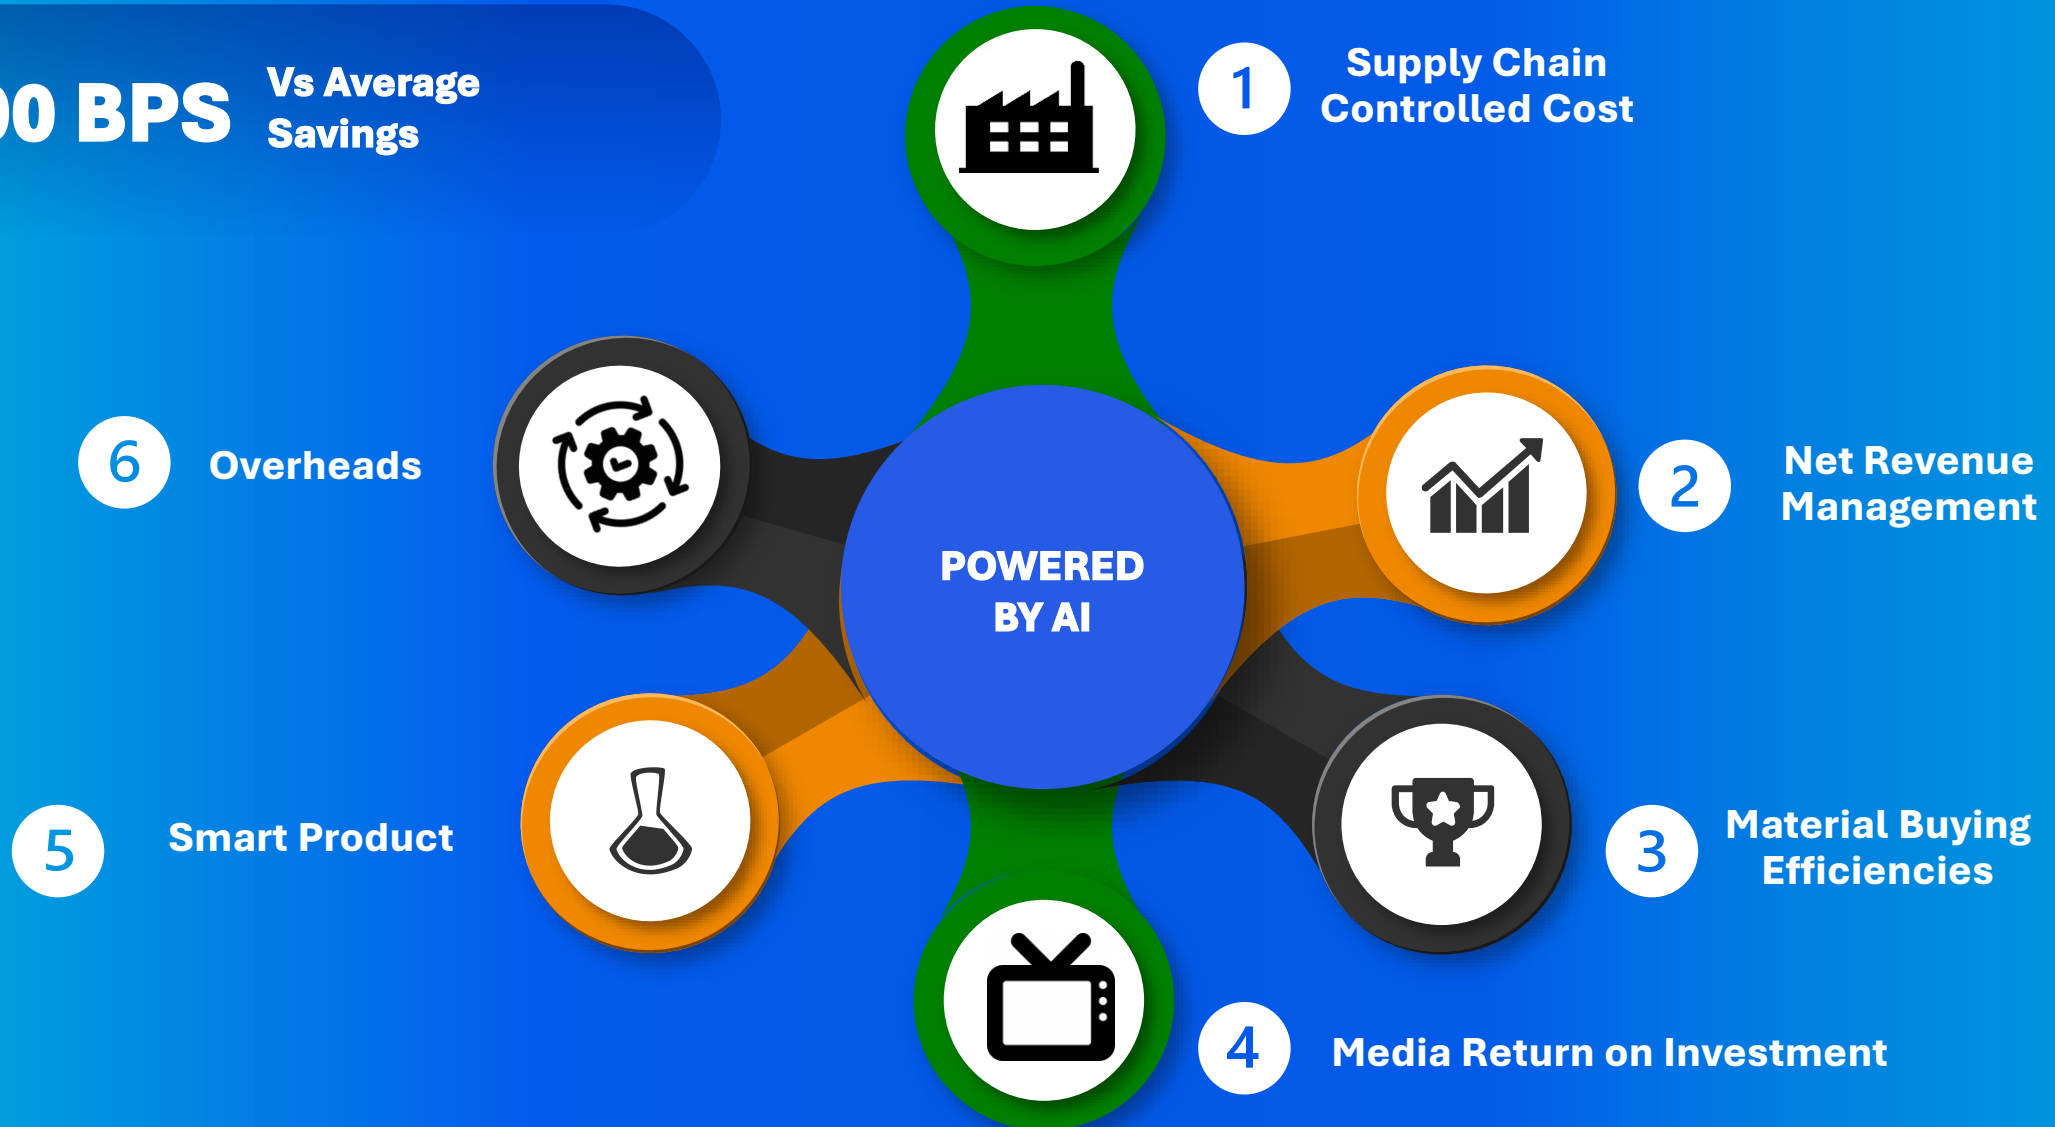 00 BPS
Vs Average
Savings
1
Supply Chain
Controlled Cost
2
Net Revenue
Management
3
Material Buying
Efficiencies
4
Media Return on Investment
5
Smart Product
6
Overheads
POWERED
BY AI